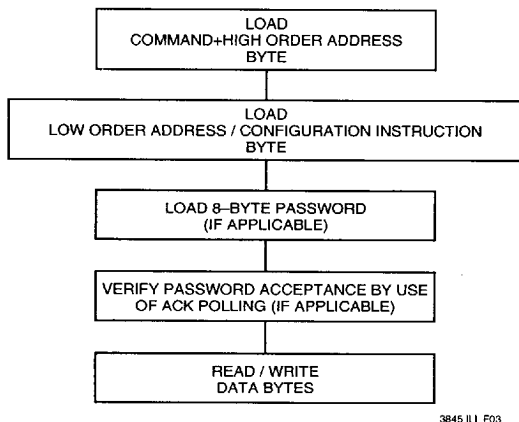 LOAD
COMMAND+HIGH ORDER ADDRESS
BYTE
LOAD
LOW ORDER ADDRESS / CONFIGURATION INSTRUCTION
BYTE
LOAD 8–BYTE PASSWORD
(IF APPLICABLE)
VERIFY PASSWORD ACCEPTANCE BY USE
OF ACK POLLING (IF APPLICABLE)
READ / WRITE
DATA BYTES
3845 ILL F03